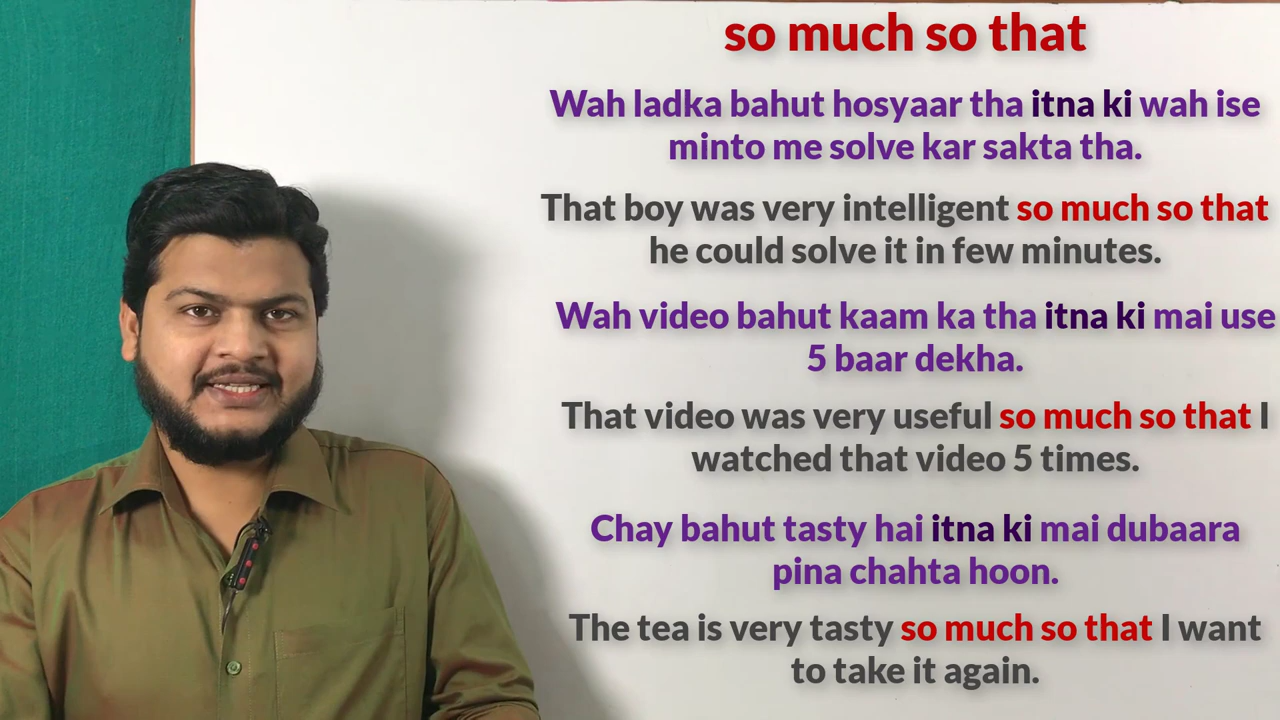 so much so that
Wah ladka bahut hosyaar tha itna ki wah ise
minto me solve kar sakta tha.
That boy was very intelligent so much so that
he could solve it in few minutes.
Wah video bahut kaam ka tha itna ki mai use
5 baar dekha.
That video was very useful so much so that I
watched that video 5 times.
Chay bahut tasty hai itna ki mai dubaara
pina chahta hoon.
The tea is very tasty so much so that I want
to take it again.